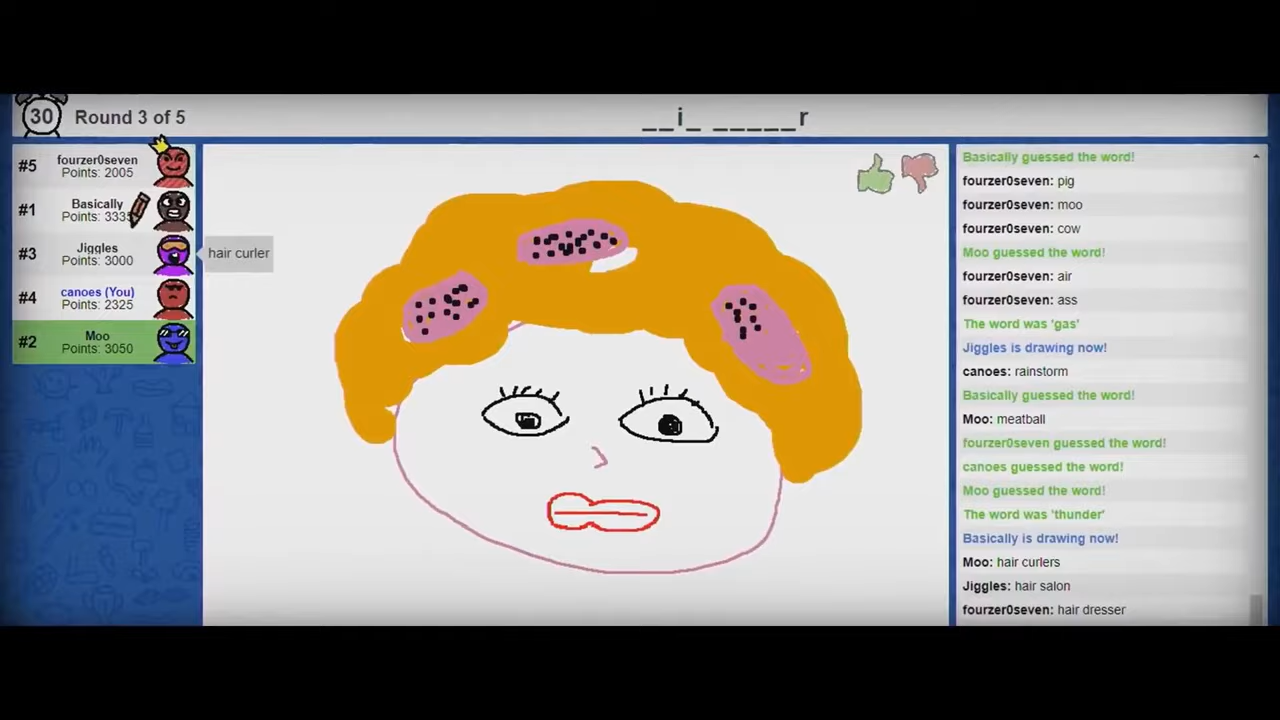 30
Round 3 of 5
__i_ _____r
#5
fourzer0seven
Points: 2005
#1
Basically
Points: 3335
#3
Jiggles
Points: 3000
hair curler
#4
canoes (You)
Points: 2325
#2
Moo
Points: 3050
Basically guessed the word!
fourzer0seven: pig
fourzer0seven: moo
fourzer0seven: cow
Moo guessed the word!
fourzer0seven: air
fourzer0seven: ass
The word was 'gas'
Jiggles is drawing now!
canoes: rainstorm
Basically guessed the word!
Moo: meatball
fourzer0seven guessed the word!
canoes guessed the word!
Moo guessed the word!
The word was 'thunder'
Basically is drawing now!
Moo: hair curlers
Jiggles: hair salon
fourzer0seven: hair dresser